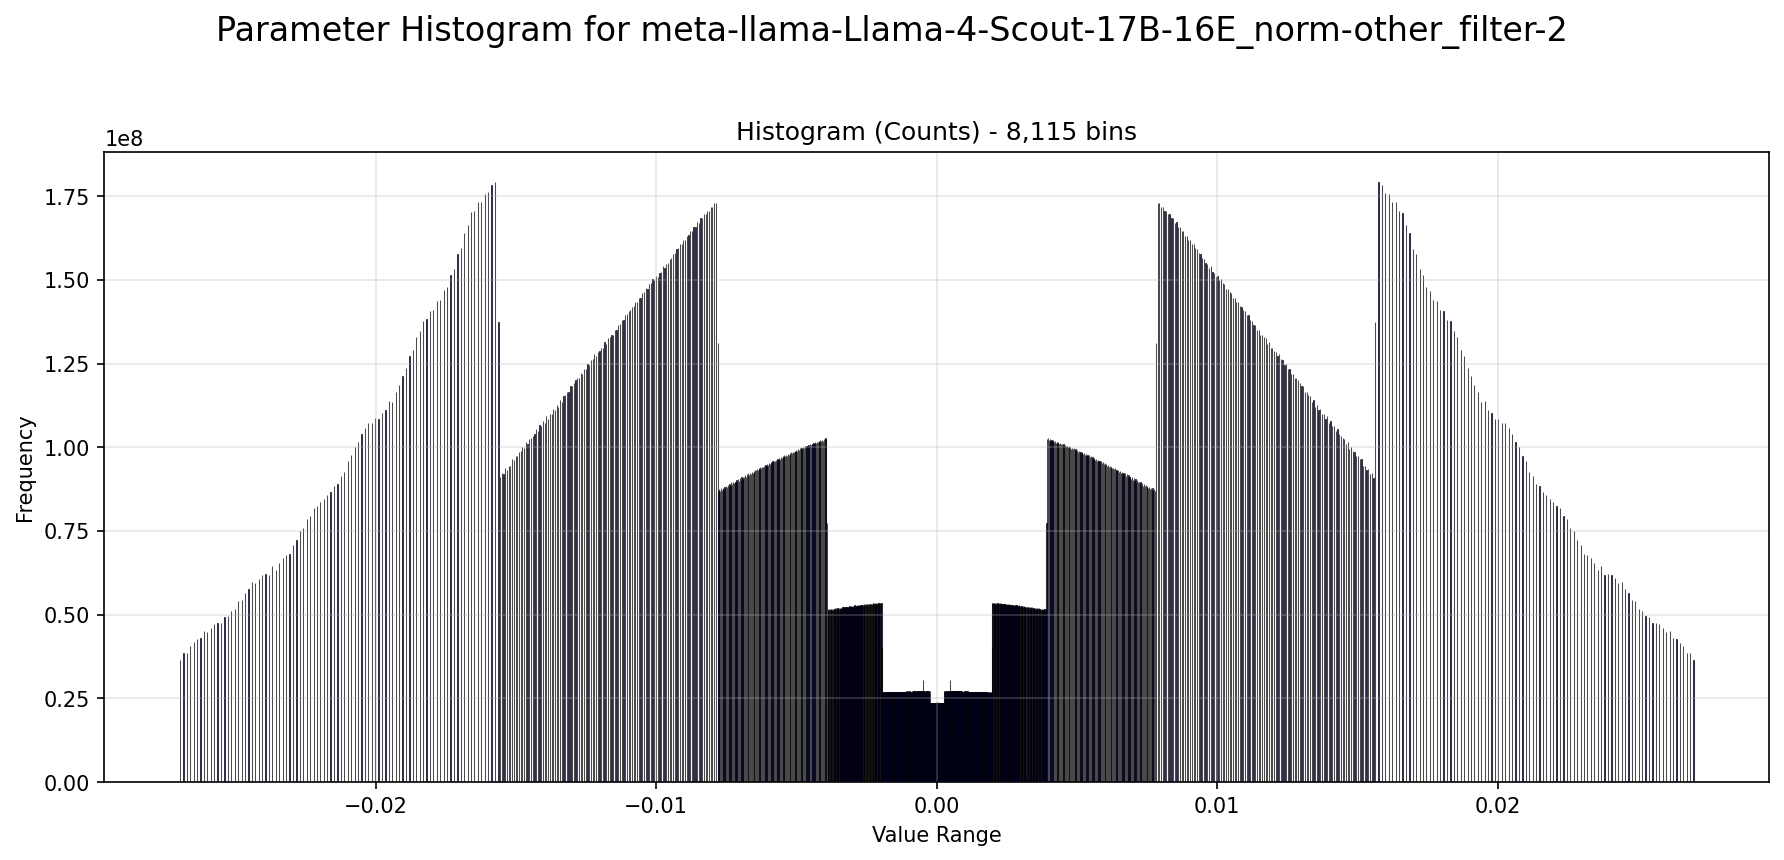 Parameter Histogram for meta-llama-Llama-4-Scout-17B-16E_norm-other_filter-2
Histogram (Counts) - 8,115 bins
1e8
1.75
1.50
1.25
1.00
0.75
0.50
0.25
0.00
Frequency
−0.02 −0.01 0.00 0.01 0.02
Value Range